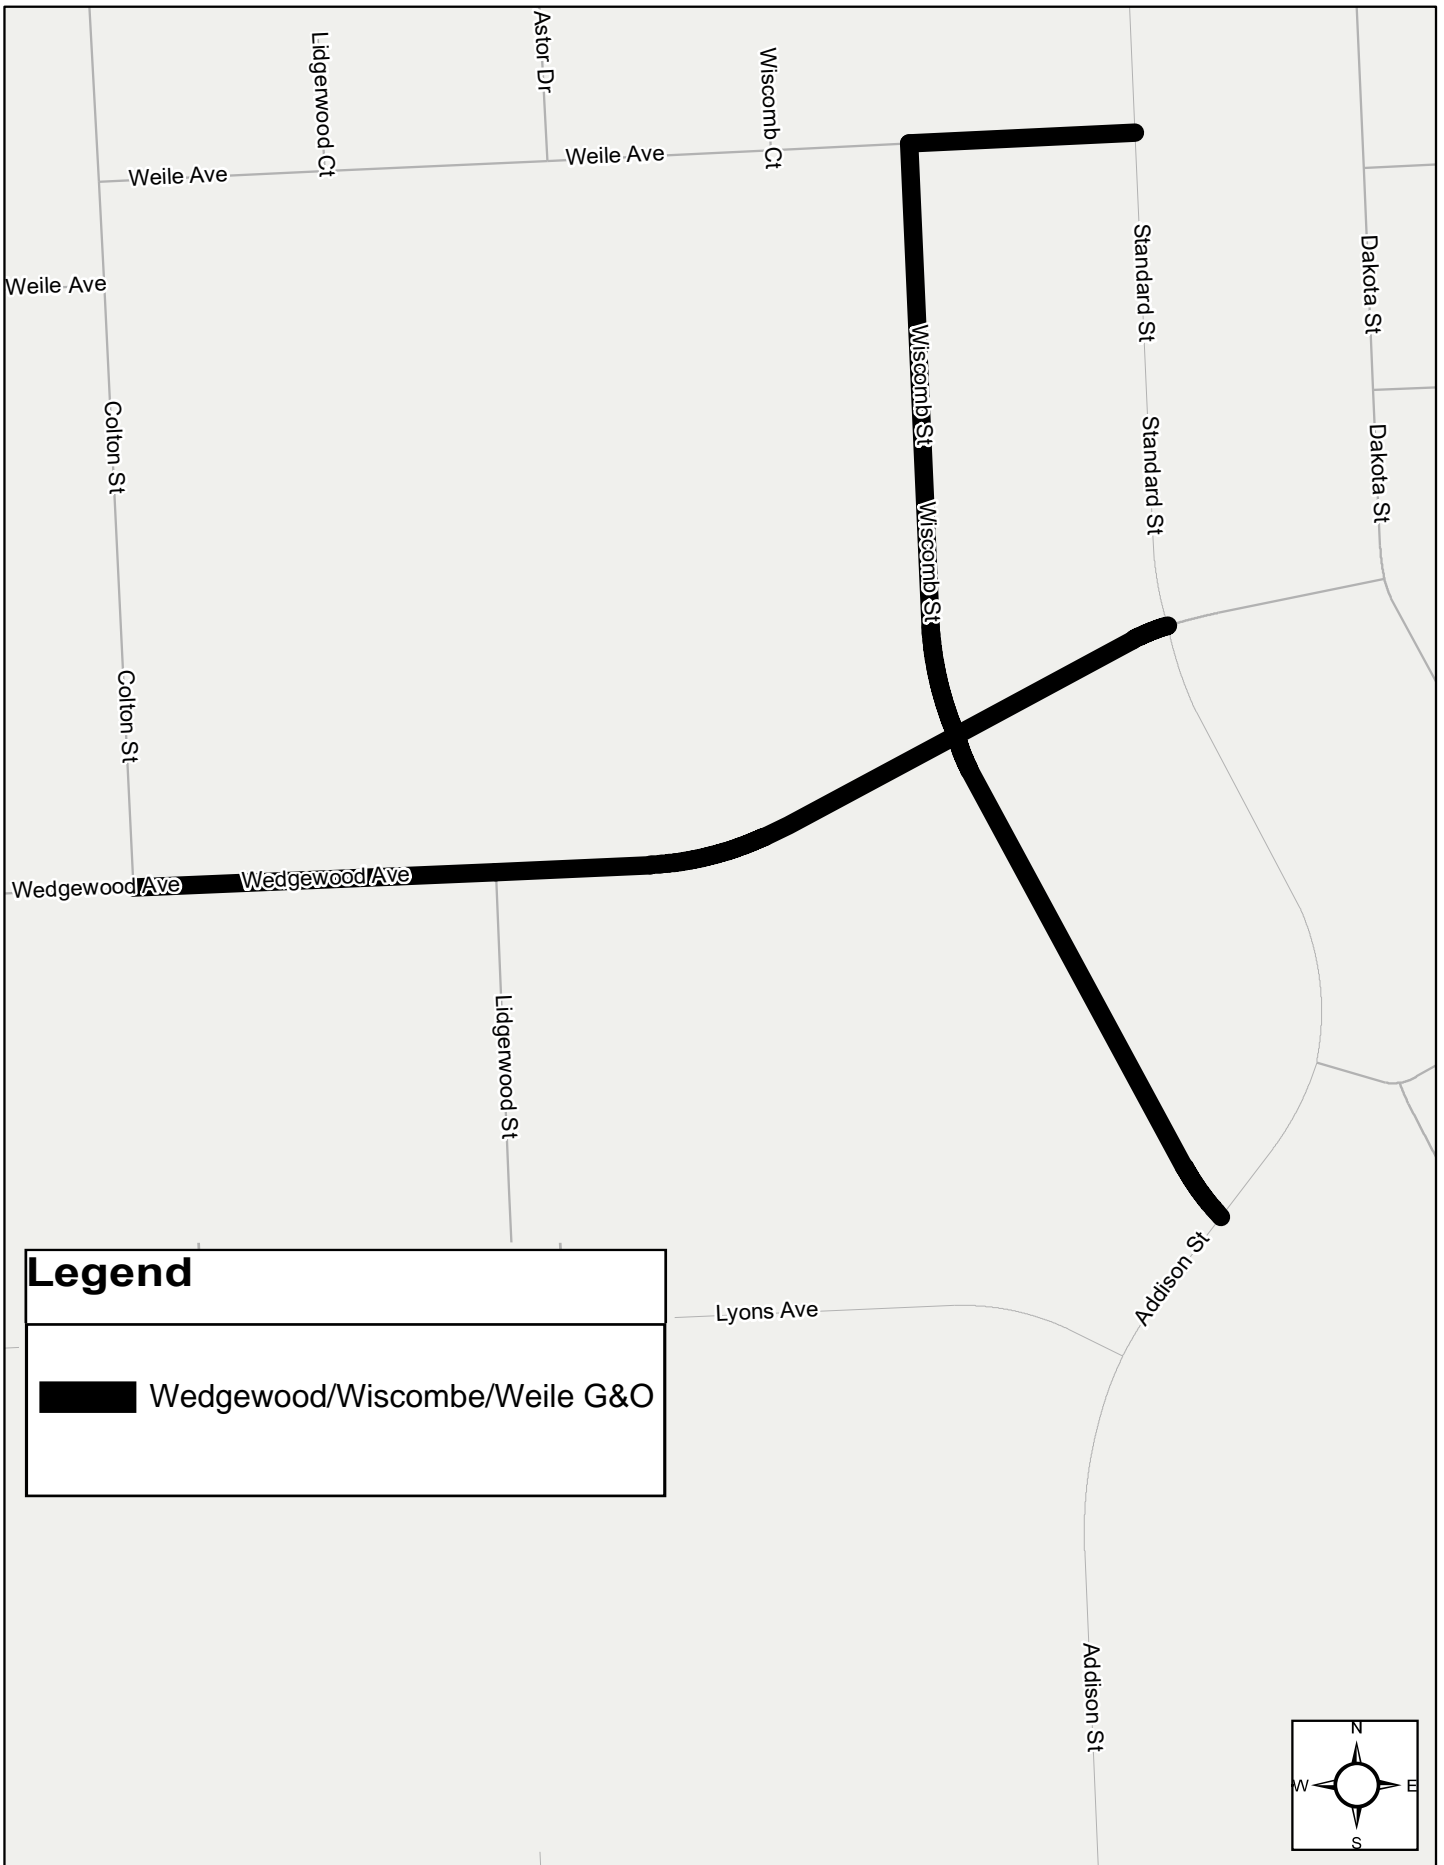 Astor Dr
Lidgerwood Ct
Wiscomb Ct
Weile Ave
Weile Ave
Standard St
Dakota St
Weile Ave
Wiscomb St
Colton St
Standard St
Dakota St
Wiscomb St
Colton St
Wedgewood Ave
Wedgewood Ave
Lidgerwood St
Addison St
Legend
Lyons Ave
Wedgewood/Wiscombe/Weile G&O
Addison St
N
W
E
S